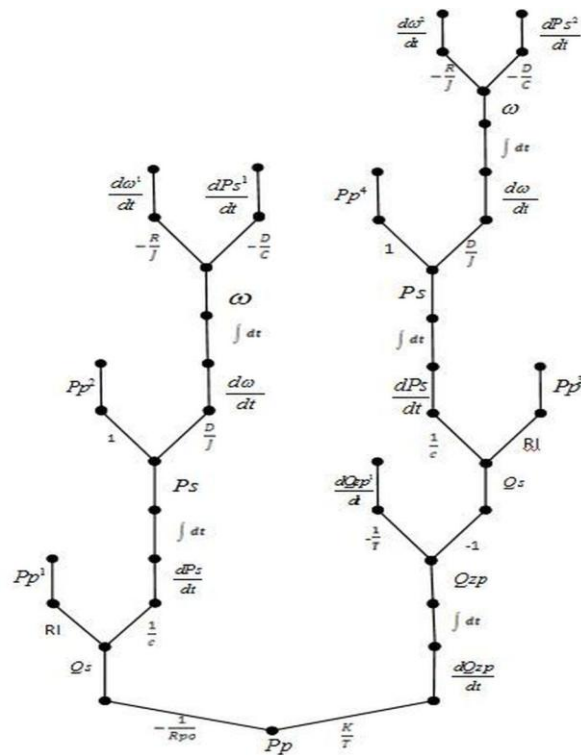 dω²/dt
dPs²/dt
-R/J
-D/C
ω
∫ dt
dω/dt
Pp⁴
1
D/J
Ps
∫ dt
dPs/dt
Pp³
1/c
Rl
Qs
dQzp¹/dt
-1/T
-1
Qzp
∫ dt
dQzp/dt
dω¹/dt
dPs¹/dt
-R/J
-D/C
ω
∫ dt
dω/dt
Pp²
1
D/J
Ps
∫ dt
dPs/dt
Pp¹
Rl
1/c
Qs
-1/Rpo
K/T
Pp